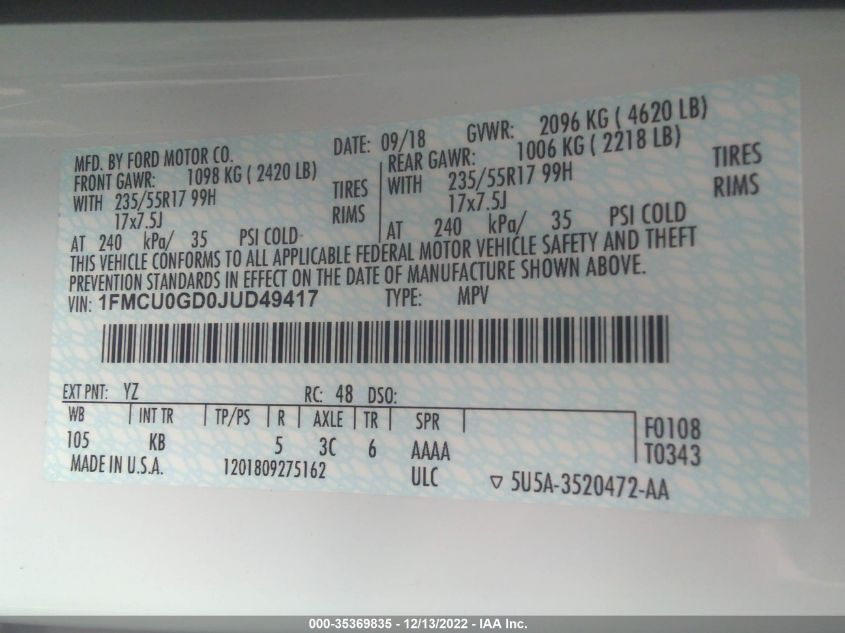 MFD. BY FORD MOTOR CO. DATE: 09/18 GVWR: 2096 KG ( 4620 LB)
FRONT GAWR: 1098 KG ( 2420 LB) REAR GAWR: 1006 KG ( 2218 LB)
WITH 235/55R17 99H TIRES WITH 235/55R17 99H TIRES
17x7.5J RIMS 17x7.5J RIMS
AT 240 kPa/ 35 PSI COLD AT 240 kPa/ 35 PSI COLD
THIS VEHICLE CONFORMS TO ALL APPLICABLE FEDERAL MOTOR VEHICLE SAFETY AND THEFT
PREVENTION STANDARDS IN EFFECT ON THE DATE OF MANUFACTURE SHOWN ABOVE.
VIN: 1FMCU0GD0JUD49417 TYPE: MPV
EXT PNT: YZ RC: 48 DSO:
WB INT TR TP/PS R AXLE TR SPR F0108
105 KB 5 3C 6 AAAA T0343
MADE IN U.S.A. 1201809275162 ULC ▽ 5U5A-3520472-AA
000-35369835 - 12/13/2022 - IAA Inc.